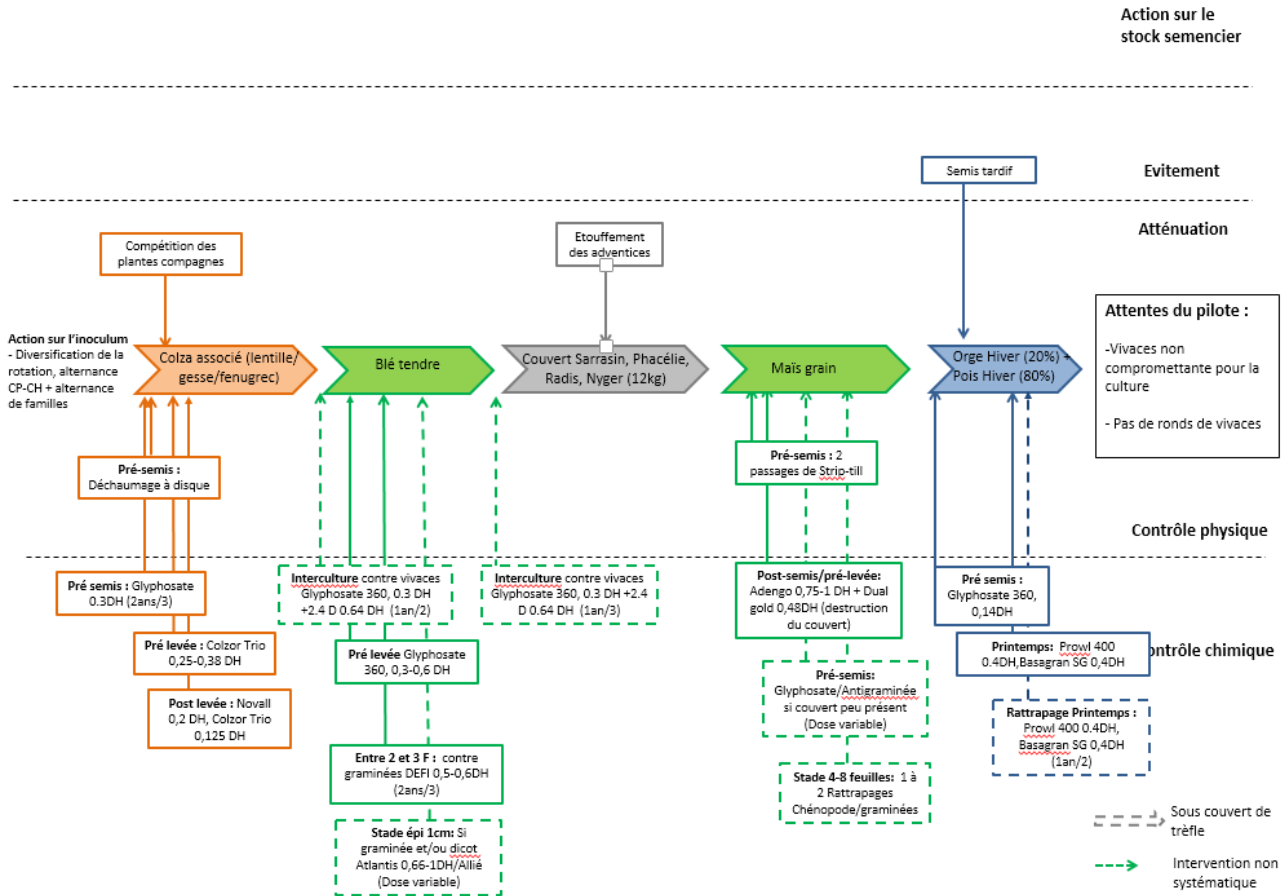 Action sur le
stock semencier
Semis tardif
Evitement
Atténuation
Compétition des
plantes compagnes
Etouffement
des adventices
Attentes du pilote :
-Vivaces non
compromettante pour la
culture
- Pas de ronds de vivaces
Action sur l'inoculum
- Diversification de la
rotation, alternance
CP-CH + alternance
de familles
Colza associé (lentille/
gesse/fenugrec)
Blé tendre
Couvert Sarrasin, Phacélie,
Radis, Nyger (12kg)
Maïs grain
Orge Hiver (20%) +
Pois Hiver (80%)
Pré-semis :
Déchaumage à disque
Pré-semis : 2
passages de Strip-till
Contrôle physique
Pré semis : Glyphosate
0.3DH (2ans/3)
Pré levée : Colzor Trio
0,25-0,38 DH
Post levée : Novall
0,2 DH, Colzor Trio
0,125 DH
Interculture contre vivaces
Glyphosate 360, 0.3 DH
+2.4 D 0.64 DH (1an/2)
Pré levée Glyphosate
360, 0,3-0,6 DH
Entre 2 et 3 F : contre
graminées DEFI 0,5-0,6DH
(2ans/3)
Stade épi 1cm: Si
graminée et/ou dicot
Atlantis 0,66-1DH/Allié
(Dose variable)
Interculture contre vivaces
Glyphosate 360, 0.3 DH +2.4
D 0.64 DH (1an/3)
Post-semis/pré-levée:
Adengo 0,75-1 DH + Dual
gold 0,48DH (destruction
du couvert)
Pré-semis:
Glyphosate/Antigraminée
si couvert peu présent
(Dose variable)
Stade 4-8 feuilles: 1 à
2 Rattrapages
Chénopode/graminées
Pré semis :
Glyphosate 360,
0,14DH
Printemps: Prowl 400
0.4DH,Basagran SG 0,4DH
ontrôle chimique
Rattrapage Printemps :
Prowl 400 0.4DH,
Basagran SG 0,4DH
(1an/2)
Sous couvert de
trèfle
Intervention non
systématique